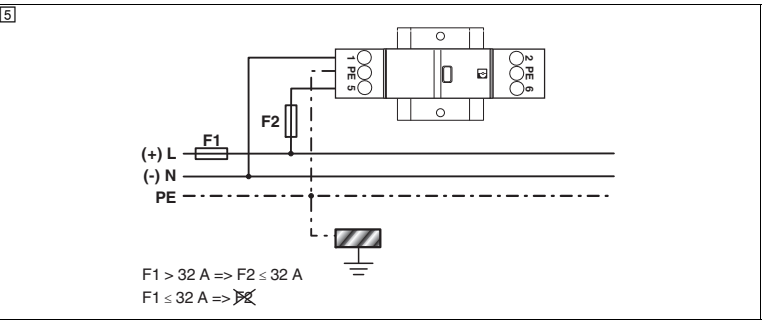 5
1
PE
5
2
PE
6
F2
F1
(+) L
(-) N
PE
F1 > 32 A => F2 ≤ 32 A
F1 ≤ 32 A => F2